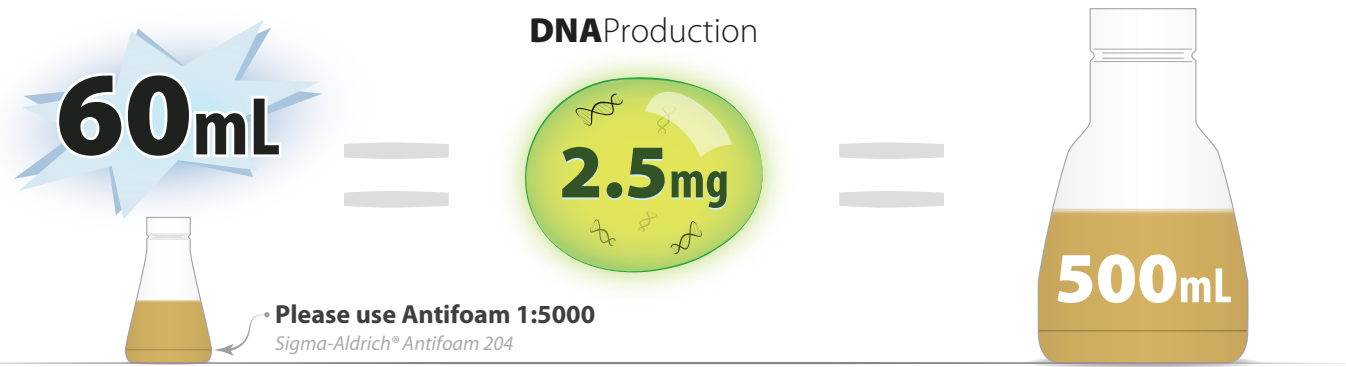 DNAProduction
60mL
2.5mg
500mL
Please use Antifoam 1:5000
Sigma-Aldrich® Antifoam 204